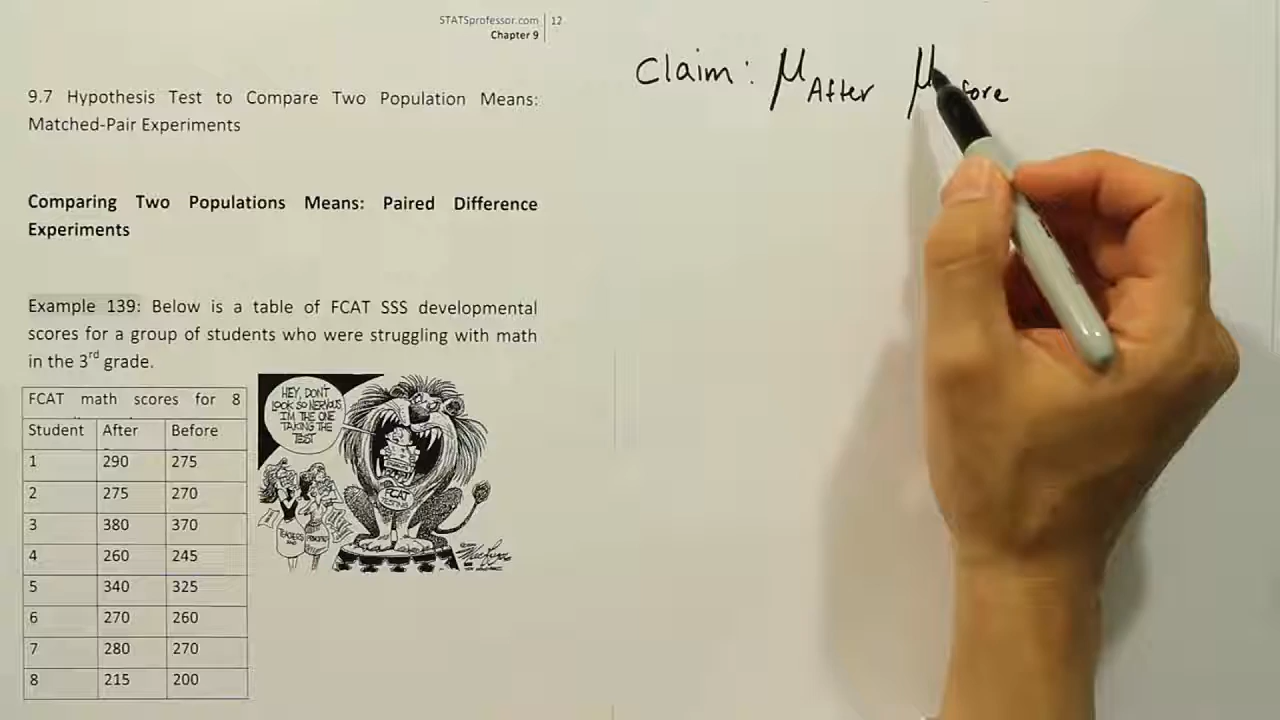 STATSprofessor.com 12
Chapter 9
Claim: μ After μ fore
9.7 Hypothesis Test to Compare Two Population Means:
Matched-Pair Experiments
Comparing Two Populations Means: Paired Difference
Experiments
Example 139: Below is a table of FCAT SSS developmental
scores for a group of students who were struggling with math
in the 3rd grade.
FCAT math scores for 8
Student After Before
1 290 275
2 275 270
3 380 370
4 260 245
5 340 325
6 270 260
7 280 270
8 215 200
HEY, DON'T
LOOK SO NERVOUS,
I'M THE ONE
TAKING THE
TEST
FCAT
TESTING
TEACHERS